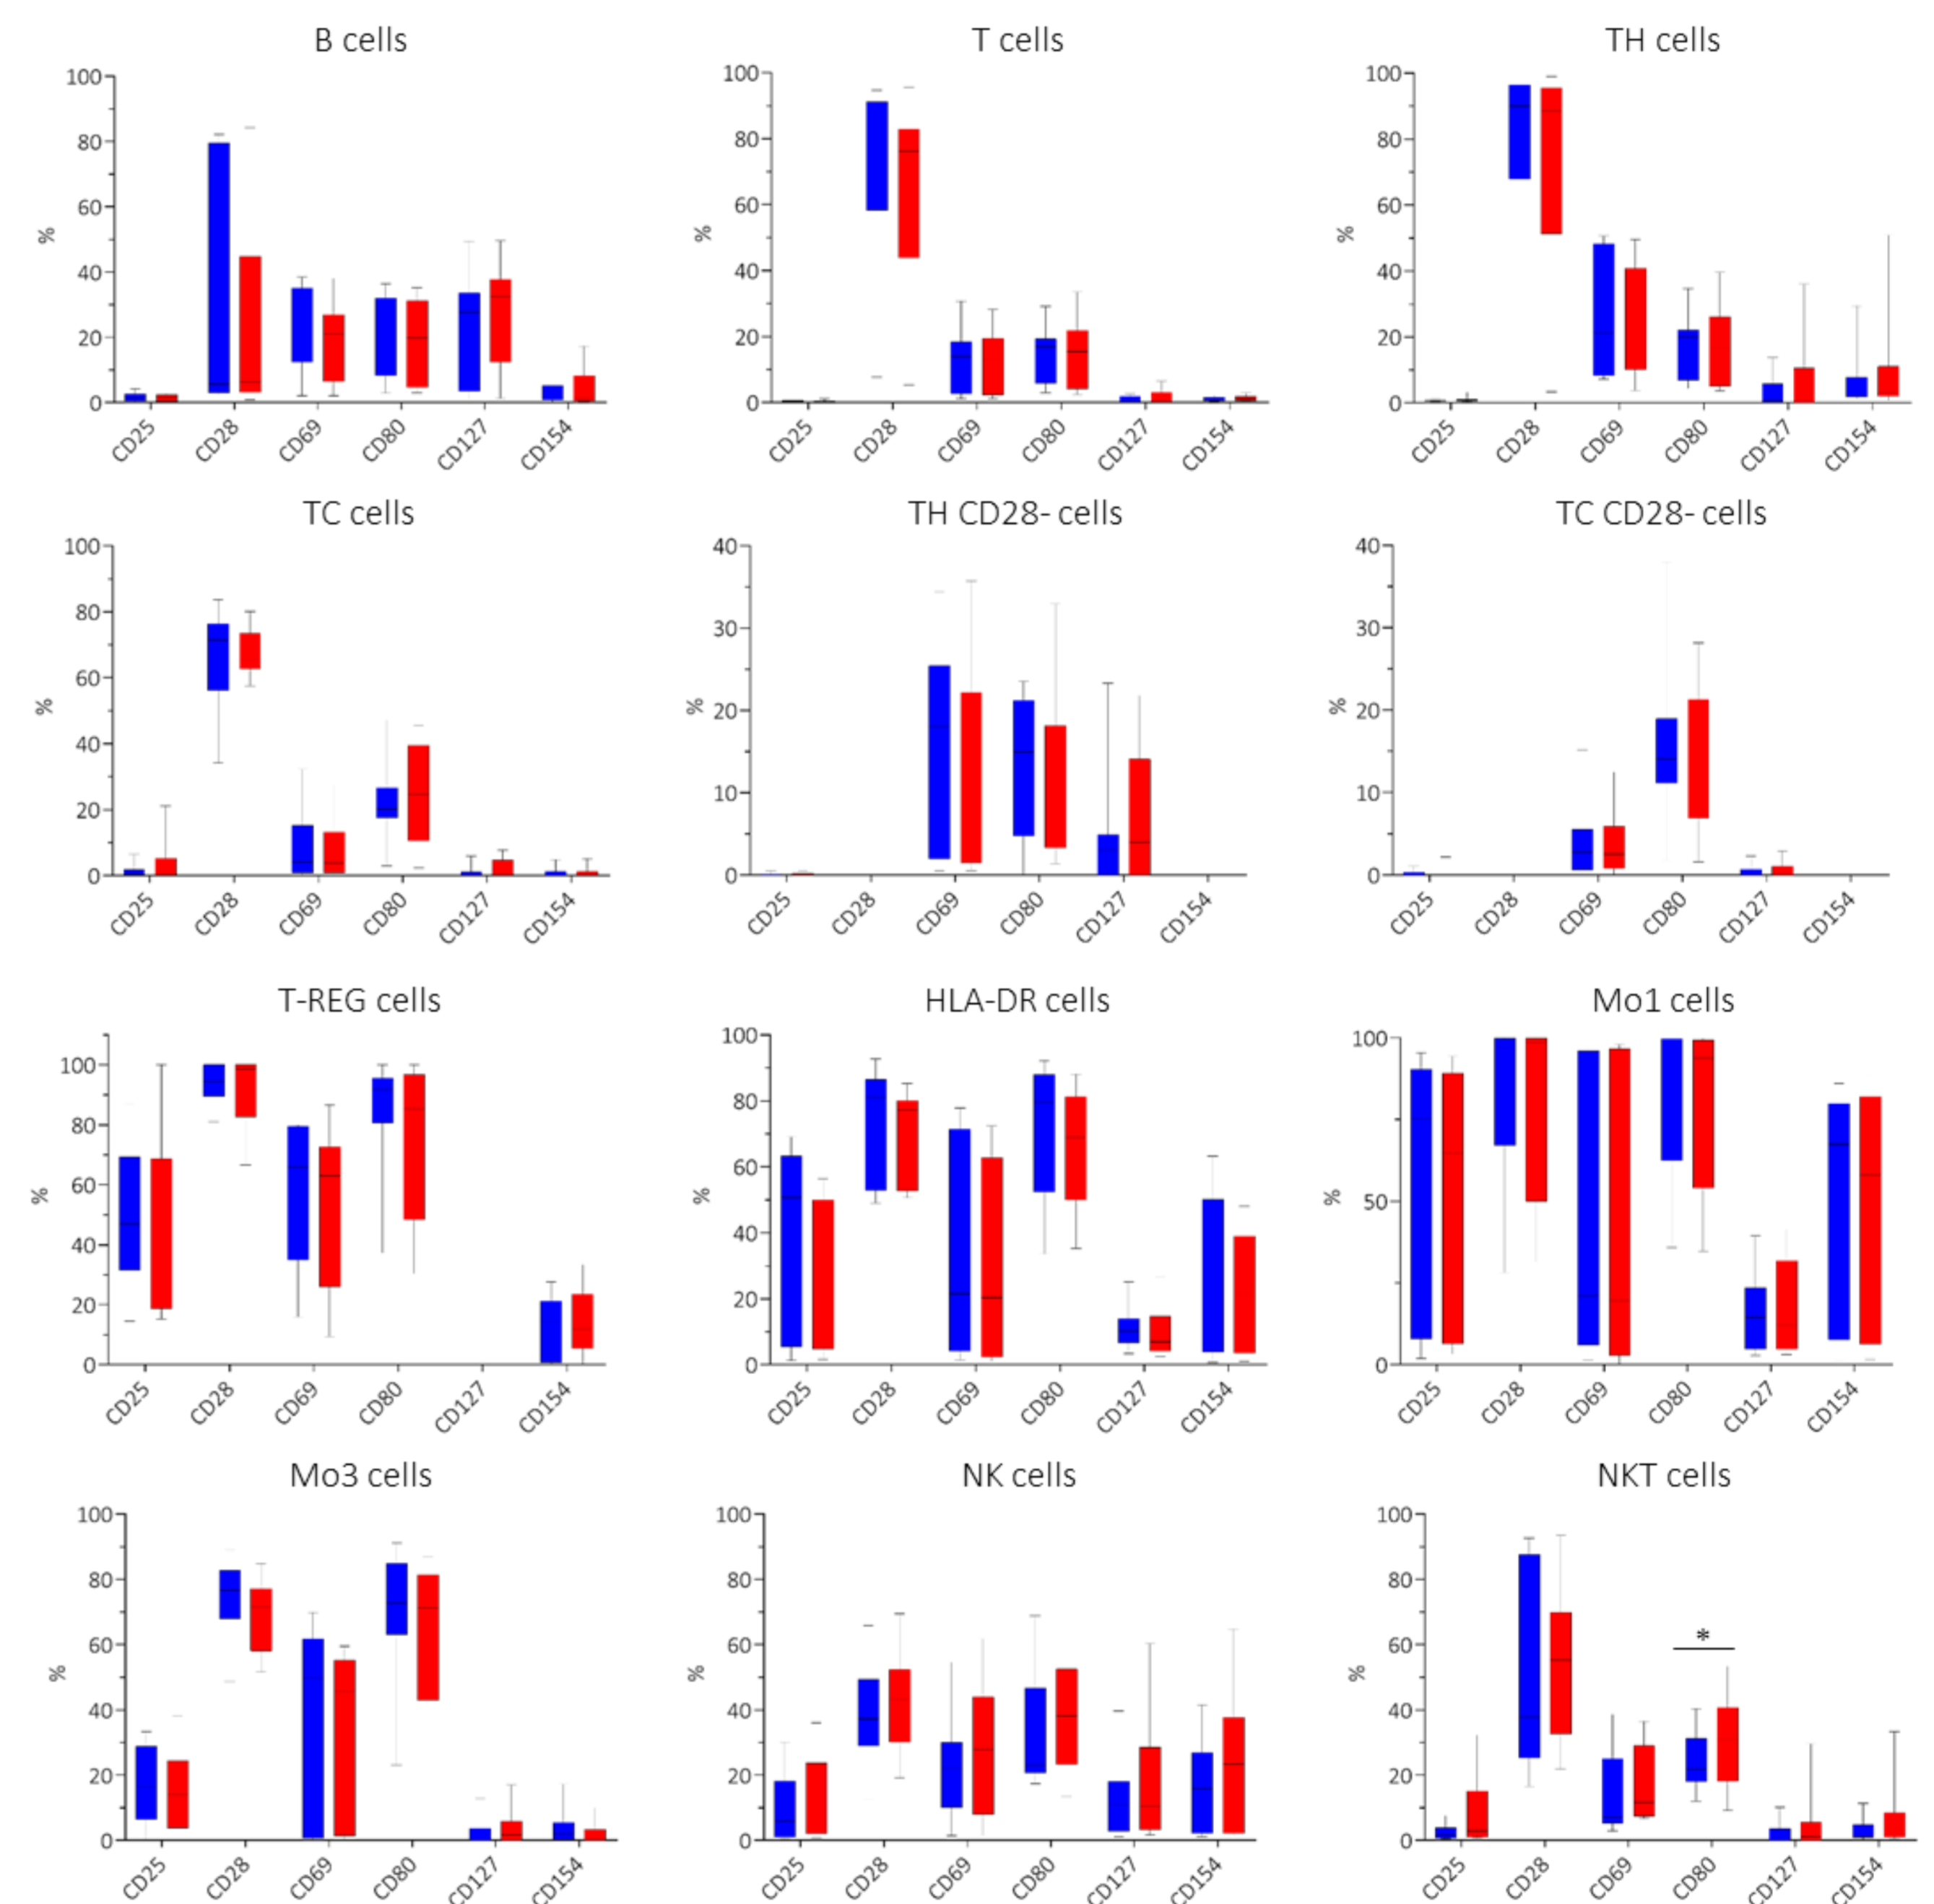 B cells
T cells
TH cells
100
80
60
40
20
0
%
CD25
CD28
CD69
CD80
CD127
CD154
100
80
60
40
20
0
%
CD25
CD28
CD69
CD80
CD127
CD154
100
80
60
40
20
0
%
CD25
CD28
CD69
CD80
CD127
CD154
TC cells
TH CD28- cells
TC CD28- cells
100
80
60
40
20
0
%
CD25
CD28
CD69
CD80
CD127
CD154
40
30
20
10
0
%
CD25
CD28
CD69
CD80
CD127
CD154
40
30
20
10
0
%
CD25
CD28
CD69
CD80
CD127
CD154
T-REG cells
HLA-DR cells
Mo1 cells
100
80
60
40
20
0
%
CD25
CD28
CD69
CD80
CD127
CD154
100
80
60
40
20
0
%
CD25
CD28
CD69
CD80
CD127
CD154
100
50
0
%
CD25
CD28
CD69
CD80
CD127
CD154
Mo3 cells
NK cells
NKT cells
100
80
60
40
20
0
%
CD25
CD28
CD69
CD80
CD127
CD154
100
80
60
40
20
0
%
CD25
CD28
CD69
CD80
CD127
CD154
100
80
60
40
20
0
%
*
CD25
CD28
CD69
CD80
CD127
CD154